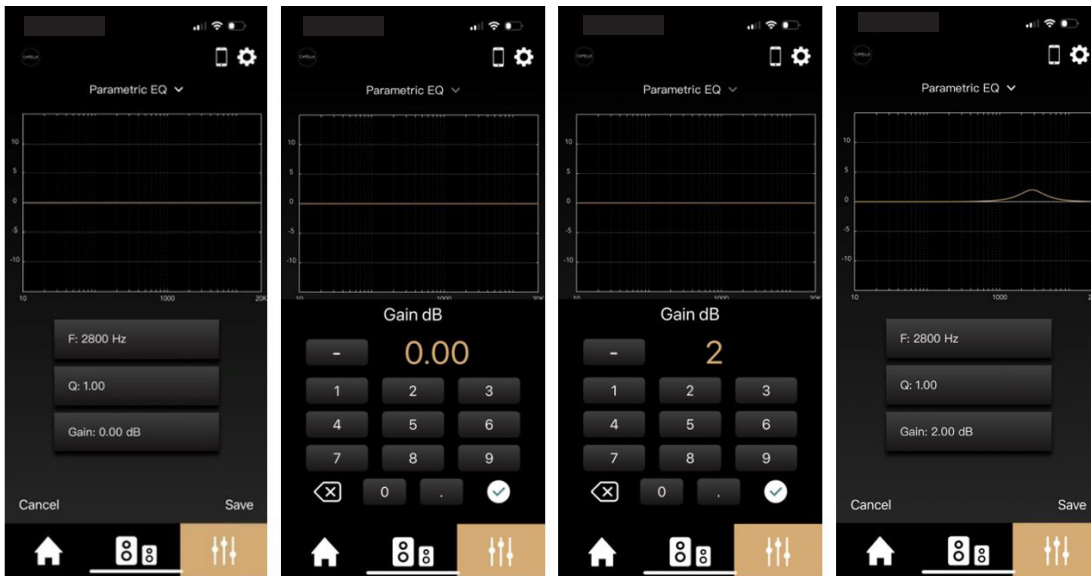 Parametric EQ
10
5
0
-5
-10
10 1000 20K
F: 2800 Hz
Q: 1.00
Gain: 0.00 dB
Cancel Save
Parametric EQ
10
5
0
-5
-10
Gain dB
- 0.00
1 2 3
4 5 6
7 8 9
0 .
Parametric EQ
10
5
0
-5
-10
Gain dB
- 2
1 2 3
4 5 6
7 8 9
0 .
Parametric EQ
10
5
0
-5
-10
10 1000
F: 2800 Hz
Q: 1.00
Gain: 2.00 dB
Cancel Save